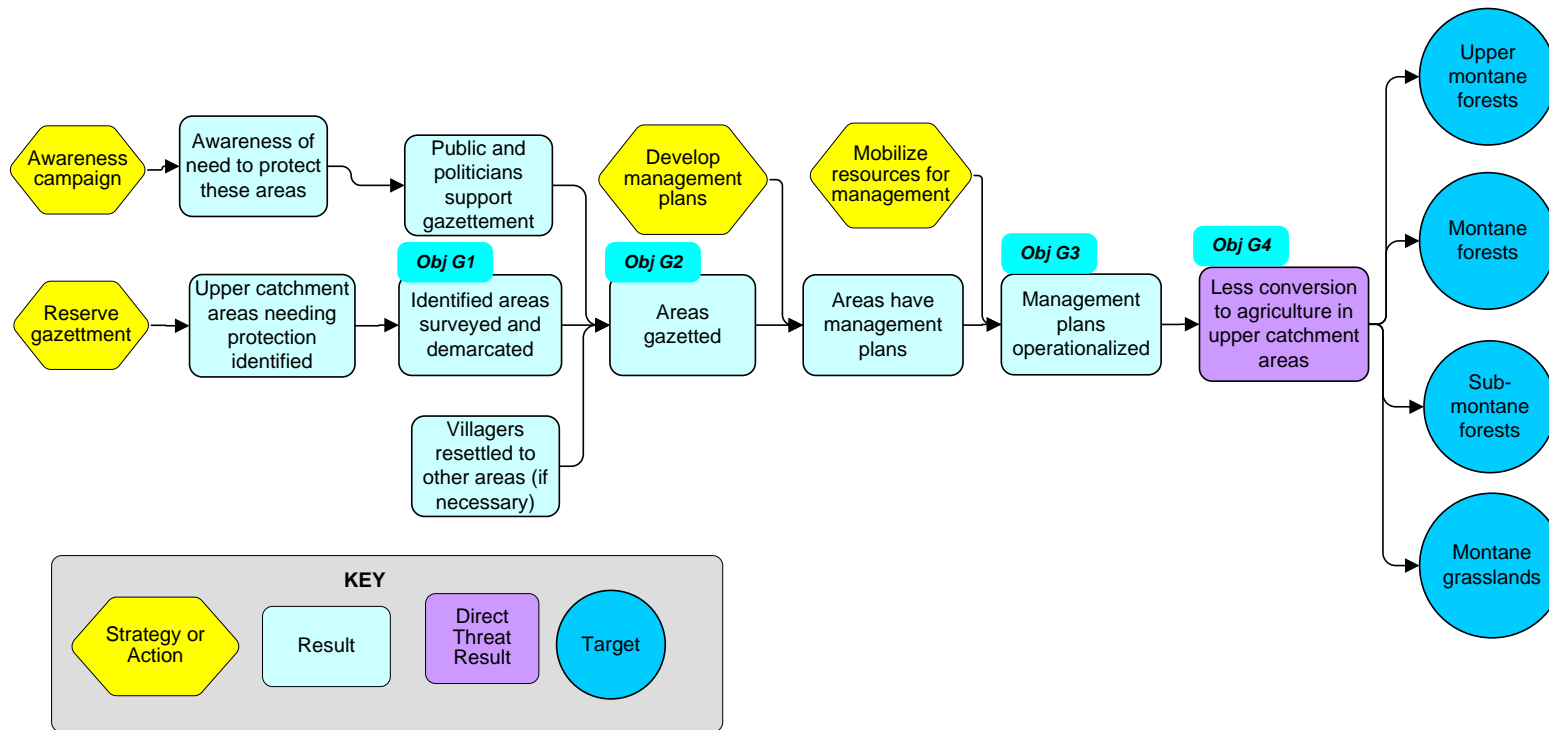 Awareness
campaign
Awareness of
need to protect
these areas
Public and
politicians
support
gazettement
Develop
management
plans
Mobilize
resources for
management
Upper
montane
forests
Montane
forests
Reserve
gazettment
Upper catchment
areas needing
protection
identified
Obj G1
Identified areas
surveyed and
demarcated
Obj G2
Areas
gazetted
Areas have
management
plans
Obj G3
Management
plans
operationalized
Obj G4
Less conversion
to agriculture in
upper catchment
areas
Sub-
montane
forests
Villagers
resettled to
other areas (if
necessary)
Montane
grasslands
KEY
Strategy or
Action
Result
Direct
Threat
Result
Target